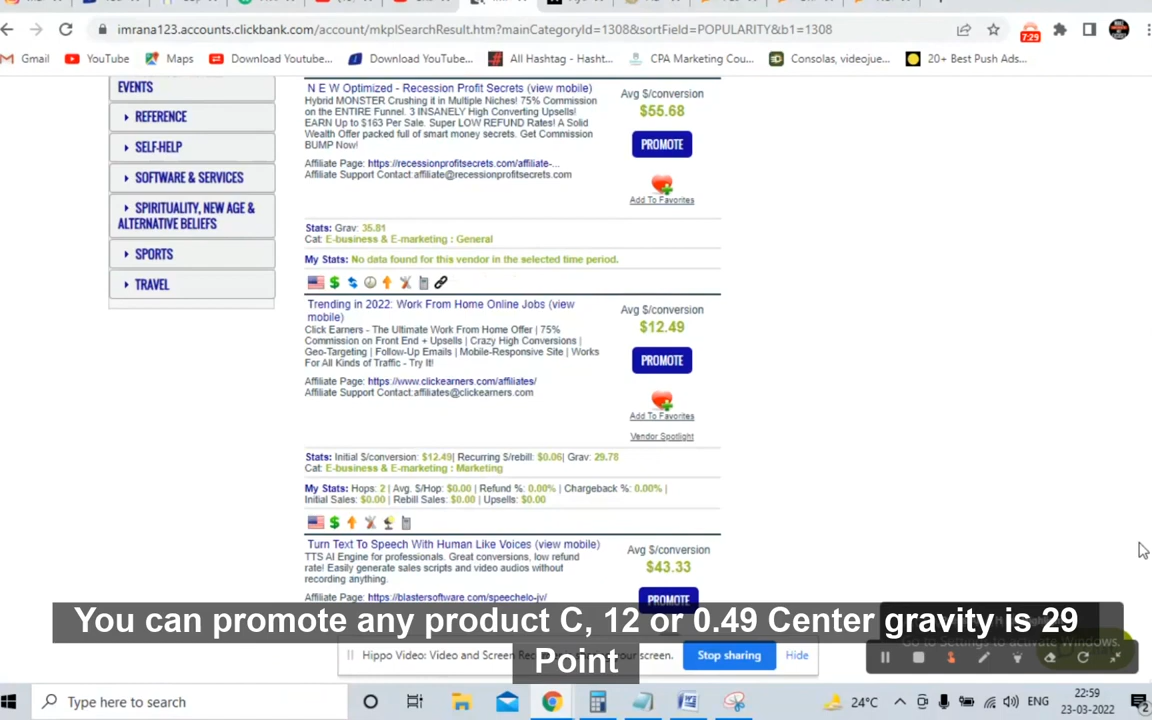 imrana123.accounts.clickbank.com/account/mkplSearchResult.htm?mainCategoryId=1308&sortField=POPULARITY&b1=1308
7:29
Gmail YouTube Maps Download Youtube... Download YouTube... All Hashtag - Hasht... CPA Marketing Cou... Consolas, videojue... 20+ Best Push Ads...
EVENTS
REFERENCE
SELF-HELP
SOFTWARE & SERVICES
SPIRITUALITY, NEW AGE &
ALTERNATIVE BELIEFS
SPORTS
TRAVEL
N E W Optimized - Recession Profit Secrets (view mobile)
Hybrid MONSTER Crushing it in Multiple Niches! 75% Commission
on the ENTIRE Funnel. 3 INSANELY High Converting Upsells!
EARN Up to $163 Per Sale. Super LOW REFUND Rates! A Solid
Wealth Offer packed full of smart money secrets. Get Commission
BUMP Now!
Affiliate Page: https://recessionprofitsecrets.com/affiliate-...
Affiliate Support Contact:affiliate@recessionprofitsecrets.com
Avg $/conversion
$55.68
PROMOTE
Add To Favorites
Stats: Grav: 35.81
Cat: E-business & E-marketing : General
My Stats: No data found for this vendor in the selected time period.
Trending in 2022: Work From Home Online Jobs (view
mobile)
Click Earners - The Ultimate Work From Home Offer | 75%
Commission on Front End + Upsells | Crazy High Conversions |
Geo-Targeting | Follow-Up Emails | Mobile-Responsive Site | Works
For All Kinds of Traffic - Try It!
Affiliate Page: https://www.clickearners.com/affiliates/
Affiliate Support Contact:affiliates@clickearners.com
Avg $/conversion
$12.49
PROMOTE
Add To Favorites
Vendor Spotlight
Stats: Initial $/conversion: $12.49| Recurring $/rebill: $0.06| Grav: 29.78
Cat: E-business & E-marketing : Marketing
My Stats: Hops: 2 | Avg. $/Hop: $0.00 | Refund %: 0.00% | Chargeback %: 0.00% |
Initial Sales: $0.00 | Rebill Sales: $0.00 | Upsells: $0.00
Turn Text To Speech With Human Like Voices (view mobile)
TTS AI Engine for professionals. Great conversions, low refund
rate! Easily generate sales scripts and video audios without
recording anything.
Affiliate Page: https://blastersoftware.com/speechelo-jv/
Avg $/conversion
$43.33
PROMOTE
You can promote any product C, 12 or 0.49 Center gravity is 29
Point
Go to Settings to activate Windows.
Hippo Video: Video and Screen your screen.
Stop sharing
Hide
Type here to search
24°C
ENG
22:59
23-03-2022
2